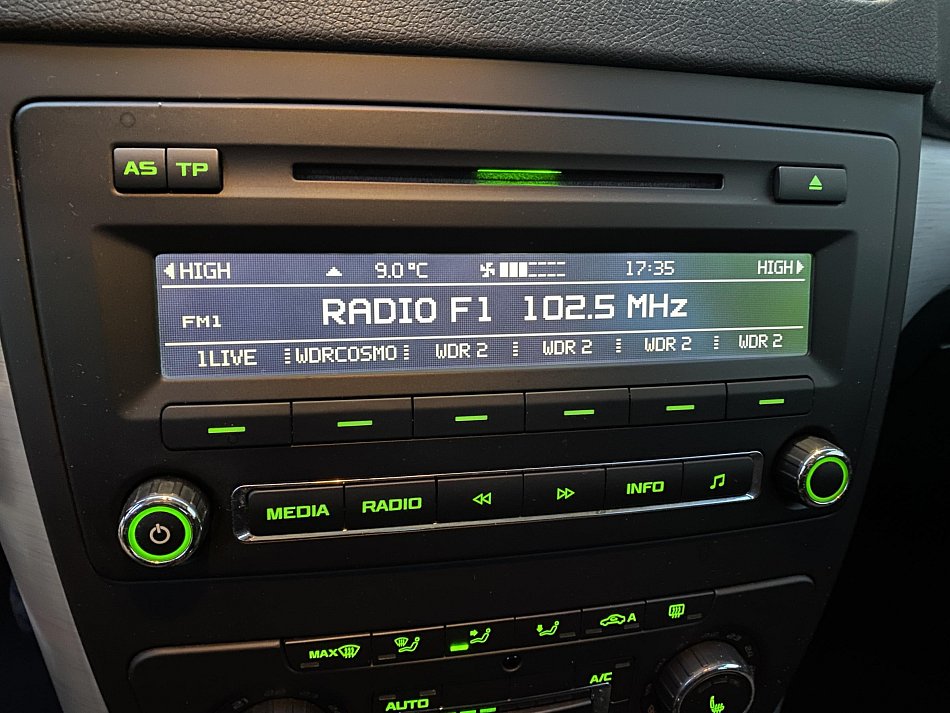 AS TP
HIGH 9.0 °C 17:35 HIGH
FM1 RADIO F1 102.5 MHz
1LIVE WDRCOSMO WDR 2 WDR 2 WDR 2 WDR 2
MEDIA RADIO INFO
MAX A
A/C
AUTO